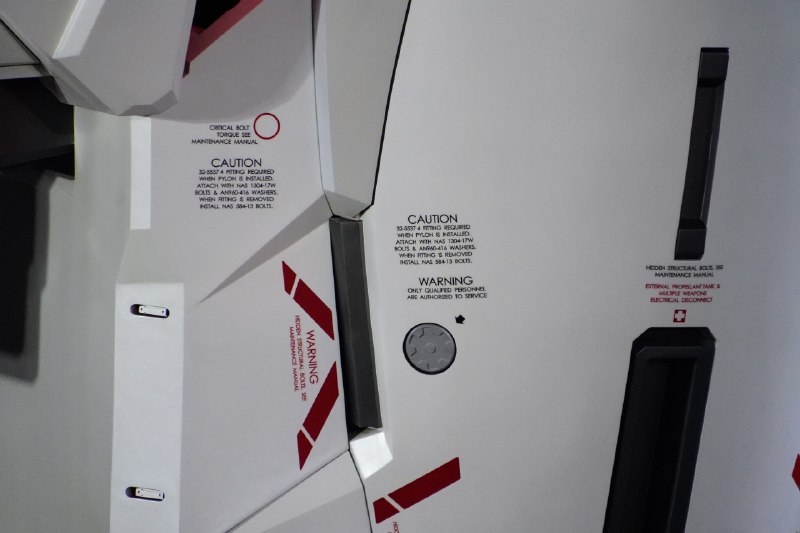 CRITICAL BOLT
TORQUE SEE
MAINTENANCE MANUAL
CAUTION
32-5537 4 FITTING REQUIRED
WHEN PYLON IS INSTALLED.
ATTACH WITH NAS 1304-17W
BOLTS & AN960-416 WASHERS.
WHEN FITTING IS REMOVED
INSTALL NAS 584-13 BOLTS.
WARNING
HIDDEN STRUCTURAL BOLTS, SEE
MAINTENANCE MANUAL
CAUTION
32-5537 4 FITTING REQUIRED
WHEN PYLON IS INSTALLED.
ATTACH WITH NAS 1304-17W
BOLTS & AN960-416 WASHERS.
WHEN FITTING IS REMOVED
INSTALL NAS 584-13 BOLTS.
WARNING
ONLY QUALIFIED PERSONNEL
ARE AUTHORIZED TO SERVICE
HIDDEN STRUCTURAL BOLTS, SEE
MAINTENANCE MANUAL
EXTERNAL PROPELLANT TANK &
MULTIPLE WEAPONS
ELECTRICAL DISCONNECT